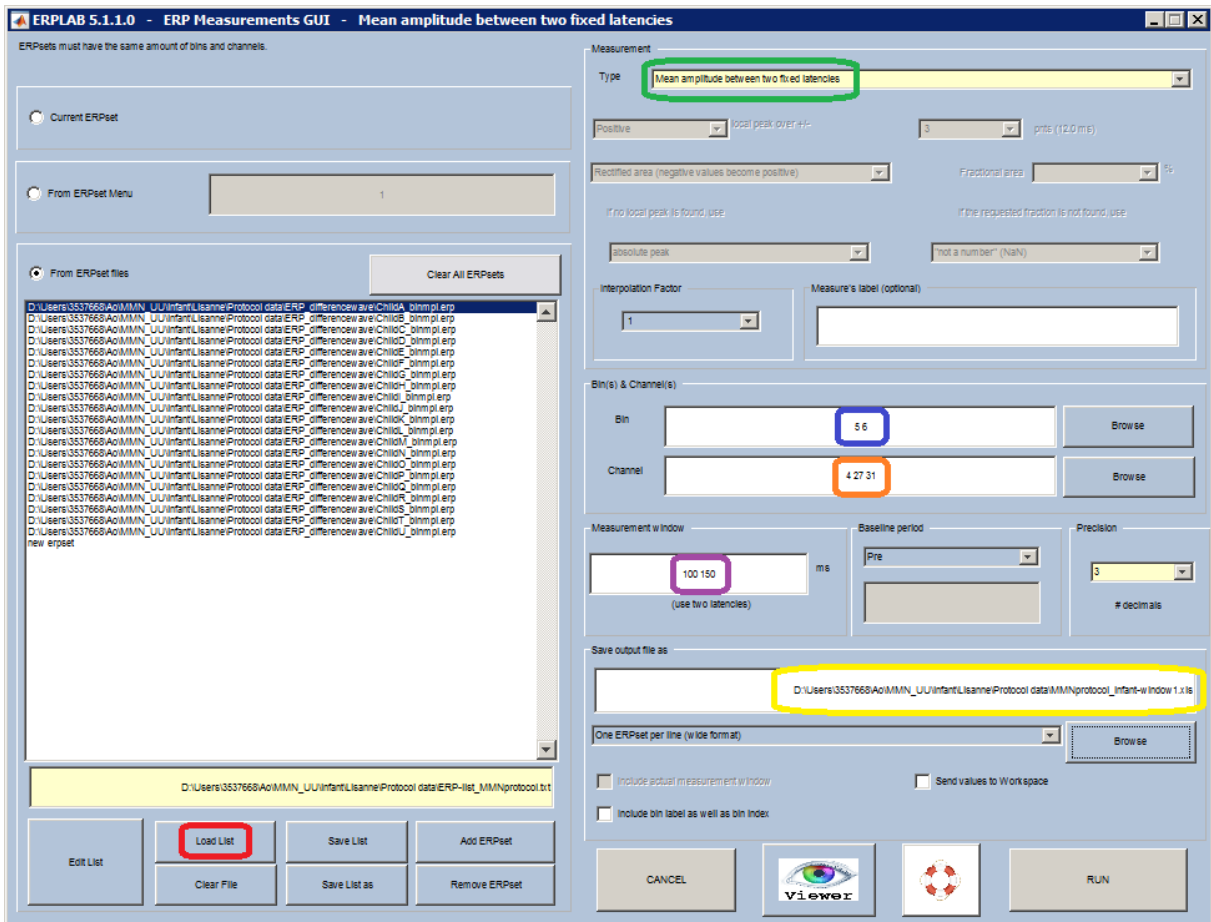 ERPLAB 5.1.1.0 - ERP Measurements GUI - Mean amplitude between two fixed latencies
ERPsets must have the same amount of bins and channels.
Current ERPset
From ERPset Menu
1
From ERPset files
Clear All ERPsets
D:\Users\3537668\Ao\MMN_UU\Infant\Lisanne\Protocol data\ERP_differencewave\ChildA_binmpl.erp
D:\Users\3537668\Ao\MMN_UU\Infant\Lisanne\Protocol data\ERP_differencewave\ChildB_binmpl.erp
D:\Users\3537668\Ao\MMN_UU\Infant\Lisanne\Protocol data\ERP_differencewave\ChildC_binmpl.erp
D:\Users\3537668\Ao\MMN_UU\Infant\Lisanne\Protocol data\ERP_differencewave\ChildD_binmpl.erp
D:\Users\3537668\Ao\MMN_UU\Infant\Lisanne\Protocol data\ERP_differencewave\ChildE_binmpl.erp
D:\Users\3537668\Ao\MMN_UU\Infant\Lisanne\Protocol data\ERP_differencewave\ChildF_binmpl.erp
D:\Users\3537668\Ao\MMN_UU\Infant\Lisanne\Protocol data\ERP_differencewave\ChildG_binmpl.erp
D:\Users\3537668\Ao\MMN_UU\Infant\Lisanne\Protocol data\ERP_differencewave\ChildH_binmpl.erp
D:\Users\3537668\Ao\MMN_UU\Infant\Lisanne\Protocol data\ERP_differencewave\ChildI_binmpl.erp
D:\Users\3537668\Ao\MMN_UU\Infant\Lisanne\Protocol data\ERP_differencewave\ChildJ_binmpl.erp
D:\Users\3537668\Ao\MMN_UU\Infant\Lisanne\Protocol data\ERP_differencewave\ChildK_binmpl.erp
D:\Users\3537668\Ao\MMN_UU\Infant\Lisanne\Protocol data\ERP_differencewave\ChildL_binmpl.erp
D:\Users\3537668\Ao\MMN_UU\Infant\Lisanne\Protocol data\ERP_differencewave\ChildM_binmpl.erp
D:\Users\3537668\Ao\MMN_UU\Infant\Lisanne\Protocol data\ERP_differencewave\ChildN_binmpl.erp
D:\Users\3537668\Ao\MMN_UU\Infant\Lisanne\Protocol data\ERP_differencewave\ChildO_binmpl.erp
D:\Users\3537668\Ao\MMN_UU\Infant\Lisanne\Protocol data\ERP_differencewave\ChildP_binmpl.erp
D:\Users\3537668\Ao\MMN_UU\Infant\Lisanne\Protocol data\ERP_differencewave\ChildQ_binmpl.erp
D:\Users\3537668\Ao\MMN_UU\Infant\Lisanne\Protocol data\ERP_differencewave\ChildR_binmpl.erp
D:\Users\3537668\Ao\MMN_UU\Infant\Lisanne\Protocol data\ERP_differencewave\ChildS_binmpl.erp
D:\Users\3537668\Ao\MMN_UU\Infant\Lisanne\Protocol data\ERP_differencewave\ChildT_binmpl.erp
D:\Users\3537668\Ao\MMN_UU\Infant\Lisanne\Protocol data\ERP_differencewave\ChildU_binmpl.erp
new erpset
D:\Users\3537668\Ao\MMN_UU\Infant\Lisanne\Protocol data\ERP-list_MMNprotocol.txt
Edit List
Load List
Save List
Add ERPset
Clear File
Save List as
Remove ERPset
Measurement
Type
Mean amplitude between two fixed latencies
Positive
local peak over +/-
3
pnts (12.0 ms)
Rectified area (negative values become positive)
Fractional area
%
If no local peak is found, use
If the requested fraction is not found, use
absolute peak
"not a number" (NaN)
Interpolation Factor
1
Measure's label (optional)
Bin(s) & Channel(s)
Bin
5 6
Browse
Channel
4 27 31
Browse
Measurement window
100 150
ms
(use two latencies)
Baseline period
Pre
Precision
3
# decimals
Save output file as
D:\Users\3537668\Ao\MMN_UU\Infant\Lisanne\Protocol data\MMNprotocol_infant-window1.xls
One ERPset per line (wide format)
Browse
Include actual measurement window
Send values to Workspace
Include bin label as well as bin index
CANCEL
Viewer
RUN